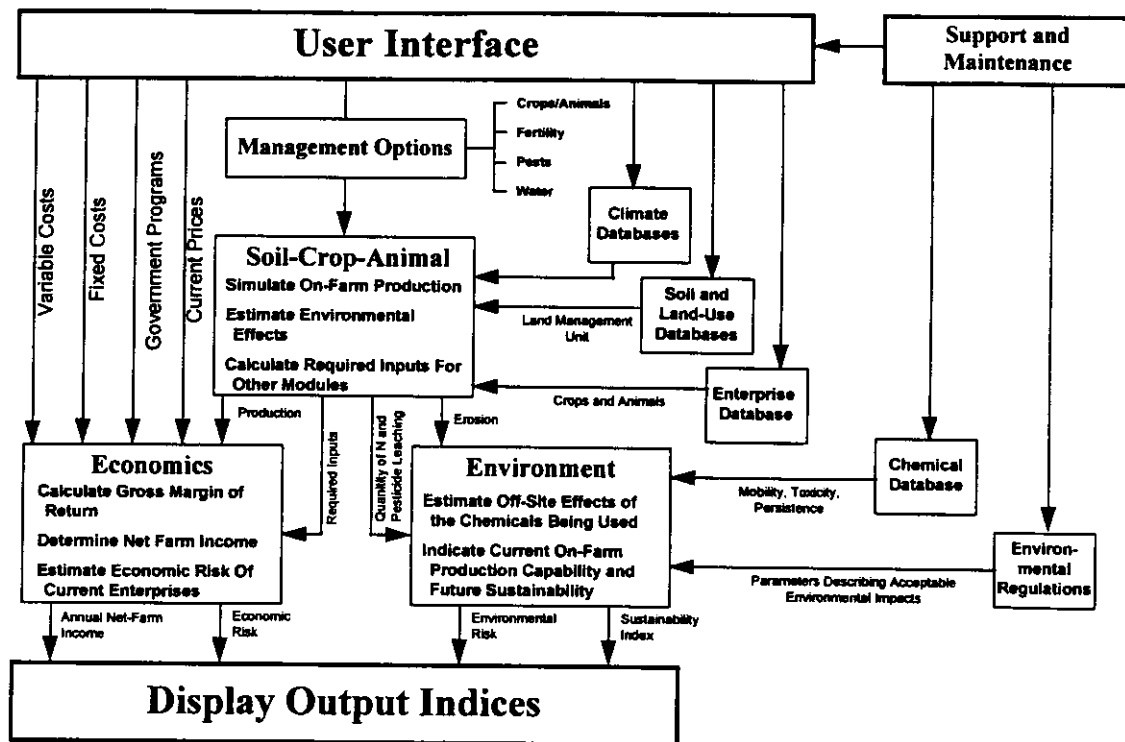 User Interface
Support and
Maintenance
Management Options
Crops/Animals
Fertility
Pests
Water
Variable Costs
Fixed Costs
Government Programs
Current Prices
Climate
Databases
Soil-Crop-Animal
Simulate On-Farm Production
Estimate Environmental
Effects
Calculate Required Inputs For
Other Modules
Land Management
Unit
Soil and
Land-Use
Databases
Crops and Animals
Enterprise
Database
Production
Required Inputs
Quantity of N and
Pesticide Leaching
Erosion
Economics
Calculate Gross Margin of
Return
Determine Net Farm Income
Estimate Economic Risk Of
Current Enterprises
Environment
Estimate Off-Site Effects of
the Chemicals Being Used
Indicate Current On-Farm
Production Capability and
Future Sustainability
Mobility, Toxicity,
Persistence
Chemical
Database
Parameters Describing Acceptable
Environmental Impacts
Environ-
mental
Regulations
Annual Net-Farm
Income
Economic
Risk
Environmental
Risk
Sustainability
Index
Display Output Indices